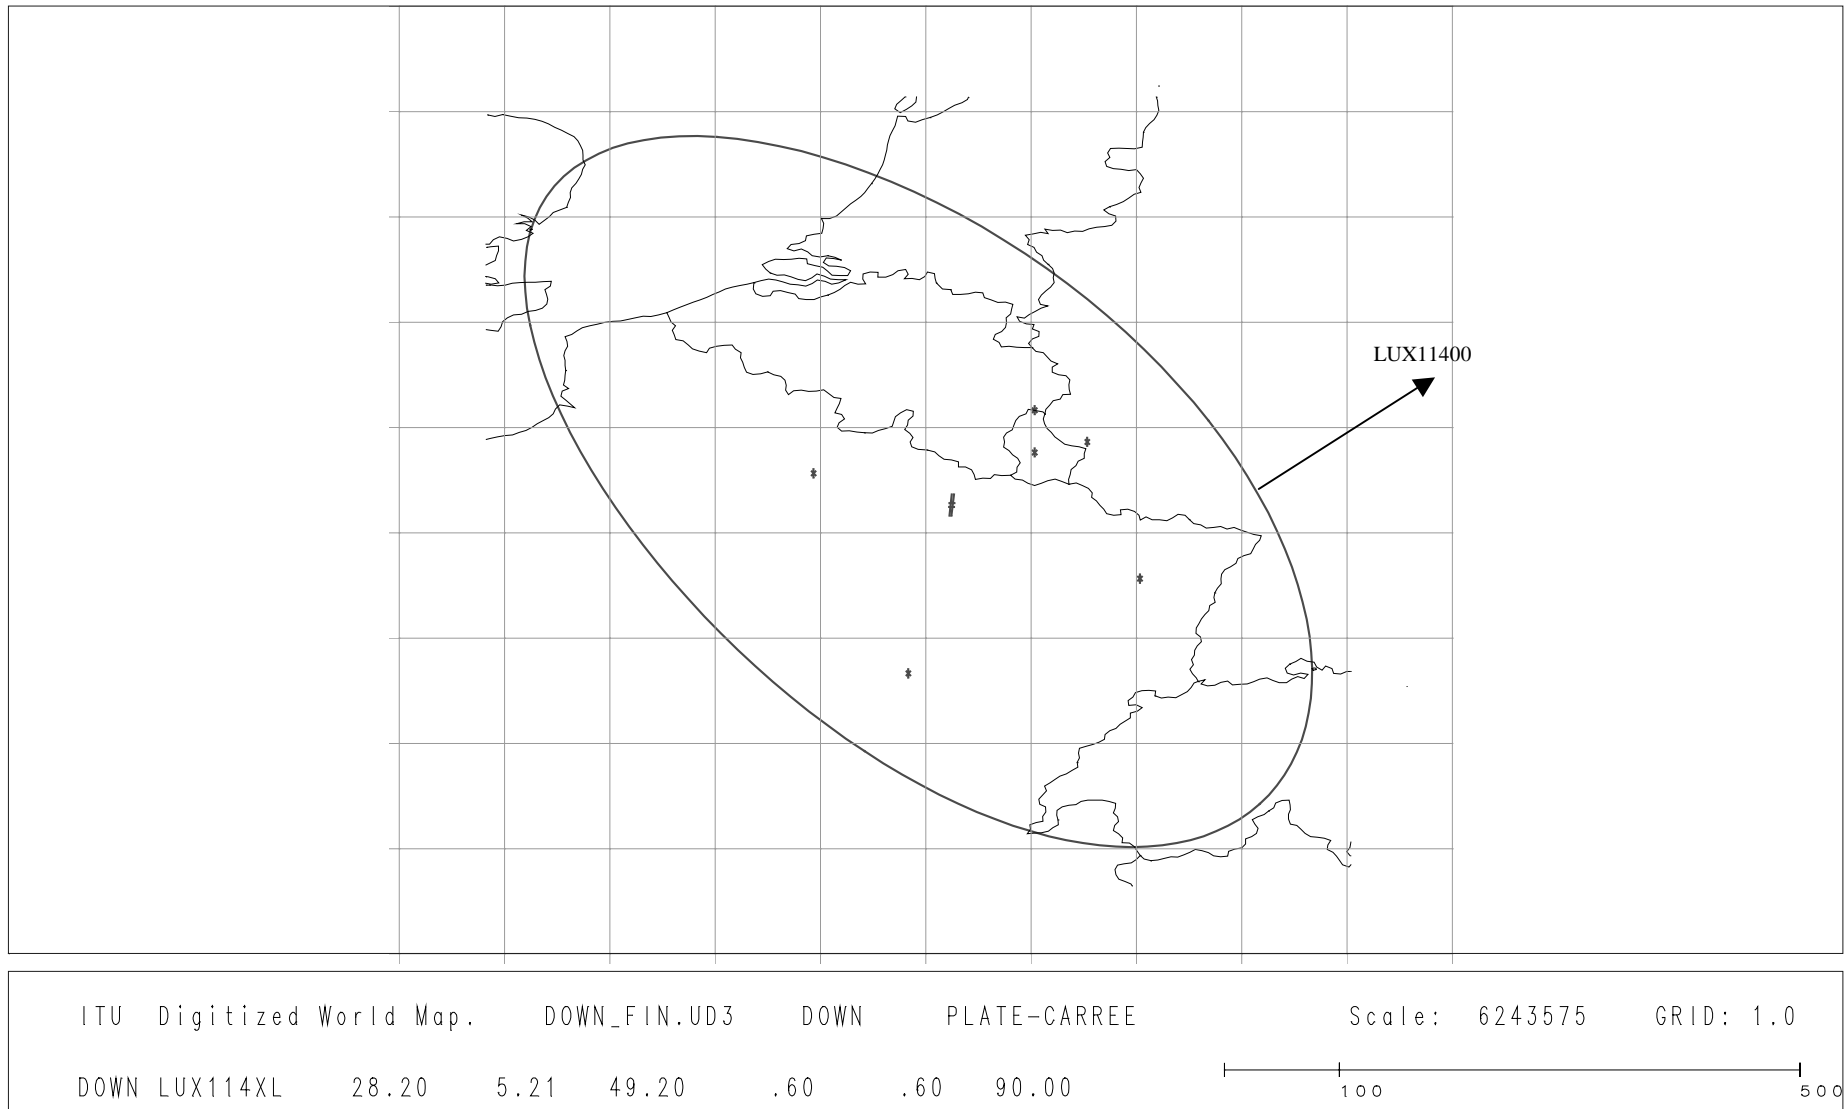 LUX11400
ITU Digitized World Map. DOWN_FIN.UD3 DOWN PLATE-CARREE Scale: 6243575 GRID: 1.0
DOWN LUX114XL 28.20 5.21 49.20 .60 .60 90.00 100 500